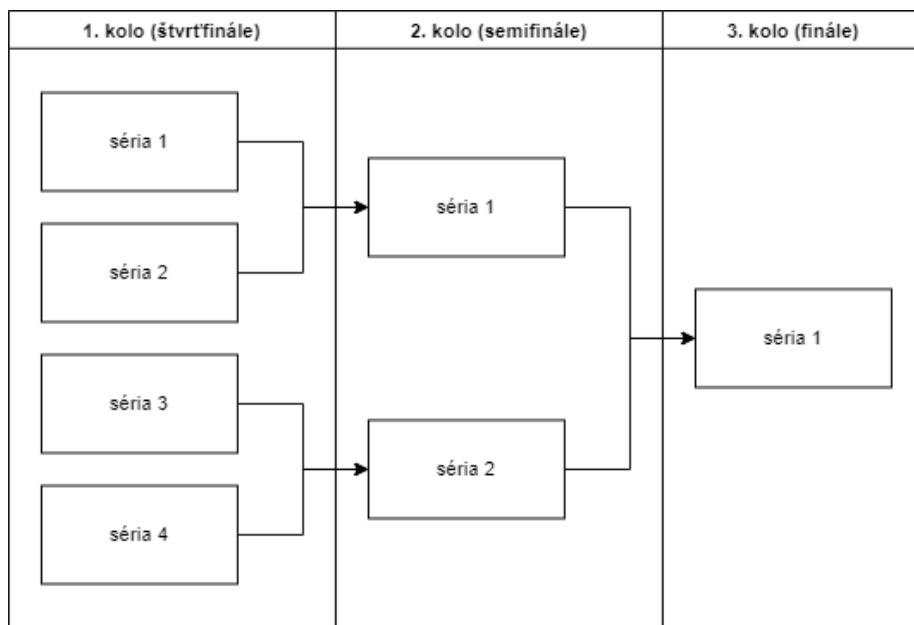 1. kolo (štvrťfinále)
2. kolo (semifinále)
3. kolo (finále)
séria 1
séria 2
séria 3
séria 4
séria 1
séria 2
séria 1